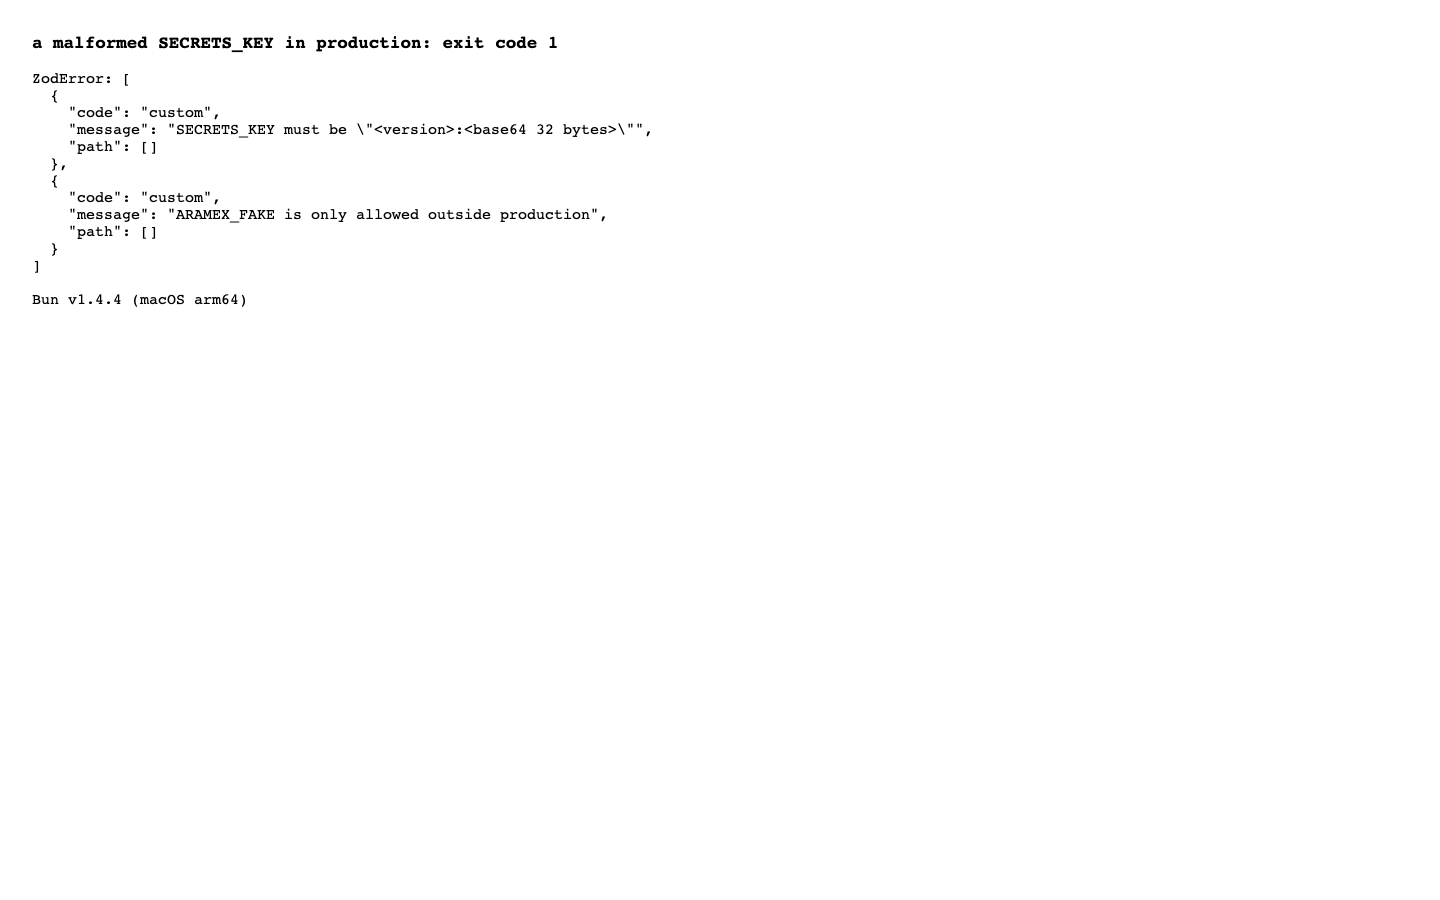 a malformed SECRETS_KEY in production: exit code 1
ZodError: [
  {
    "code": "custom",
    "message": "SECRETS_KEY must be \"<version>:<base64 32 bytes>\"",
    "path": []
  },
  {
    "code": "custom",
    "message": "ARAMEX_FAKE is only allowed outside production",
    "path": []
  }
]
Bun v1.4.4 (macOS arm64)